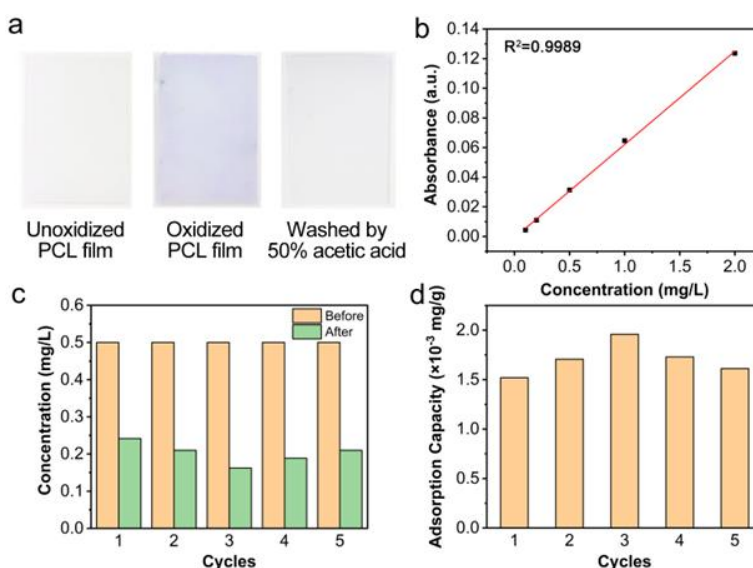 a
Unoxidized
PCL film
Oxidized
PCL film
Washed by
50% acetic acid
b
R²=0.9989
Absorbance (a.u.)
0.14
0.12
0.10
0.08
0.06
0.04
0.02
0.00
0.0 0.5 1.0 1.5 2.0
Concentration (mg/L)
c
Before
After
Concentration (mg/L)
0.6
0.5
0.4
0.3
0.2
0.1
0.0
1 2 3 4 5
Cycles
d
Adsorption Capacity (×10⁻³ mg/g)
2.0
1.5
1.0
0.5
0.0
1 2 3 4 5
Cycles